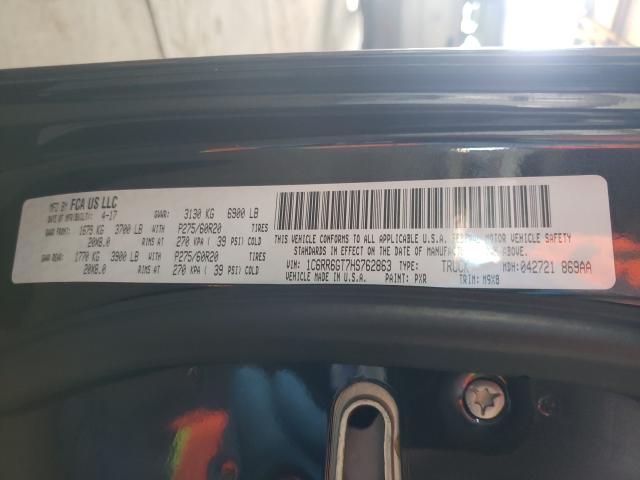 MFD BY FCA US LLC
DATE OF MFR/BUILT: 4-17 GVWR: 3130 KG 6900 LB
GAWR FRONT: 1679 KG 3700 LB P275/60R20 TIRES
20X8.0 RIMS AT 270 KPA ( 39 PSI) COLD
GAWR REAR: 1770 KG 3900 LB P275/60R20 TIRES
20X8.0 RIMS AT 270 KPA ( 39 PSI) COLD
THIS VEHICLE CONFORMS TO ALL APPLICABLE U.S.A. FEDERAL MOTOR VEHICLE SAFETY
STANDARDS IN EFFECT ON THE DATE OF MANUFACTURE SHOWN ABOVE.
VIN: 1C6RR6GT7HS762863 TYPE: TRUCK MDH: 042721 869AA
VEHICLE MADE IN U.S.A. PAINT: PXR TRIM: M9X8